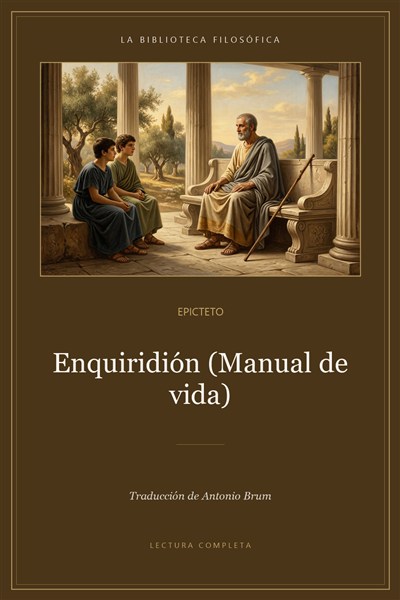 LA BIBLIOTECA FILOSÓFICA
EPICTETO
Enquiridión (Manual de
vida)
Traducción de Antonio Brum
LECTURA COMPLETA